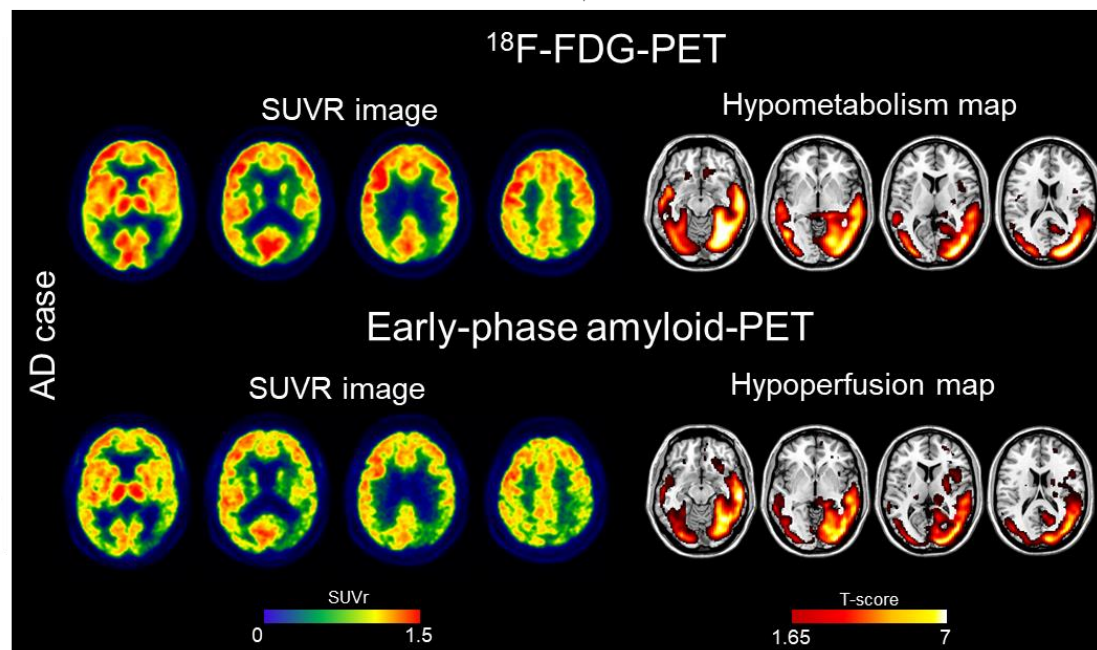 ¹⁸F-FDG-PET
SUVR image
Hypometabolism map
AD case
Early-phase amyloid-PET
SUVR image
Hypoperfusion map
SUVr
0
1.5
T-score
1.65
7